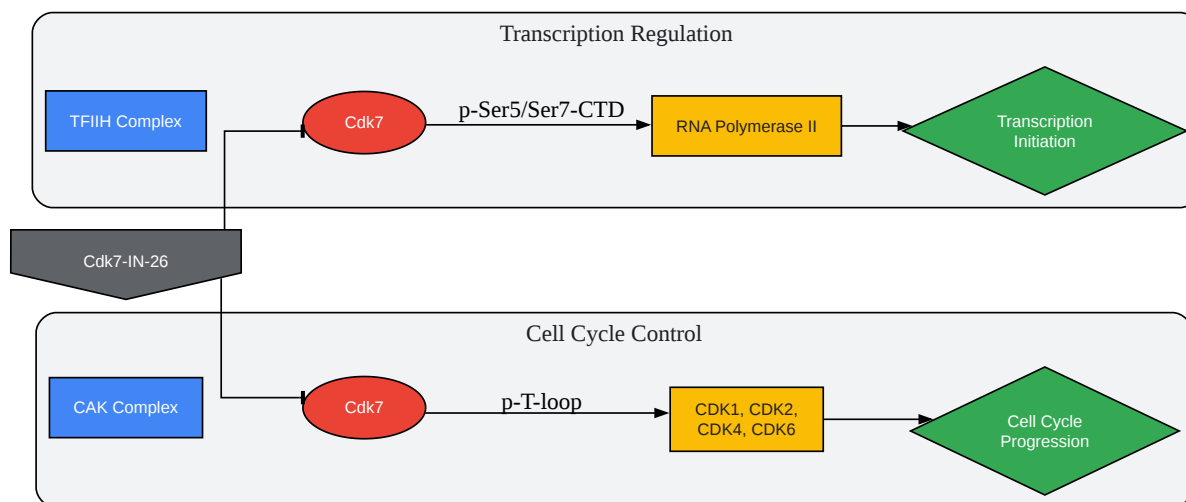 Transcription Regulation
TFIIH Complex
Cdk7
p-Ser5/Ser7-CTD
RNA Polymerase II
Transcription
Initiation
Cdk7-IN-26
Cell Cycle Control
CAK Complex
Cdk7
p-T-loop
CDK1, CDK2,
CDK4, CDK6
Cell Cycle
Progression